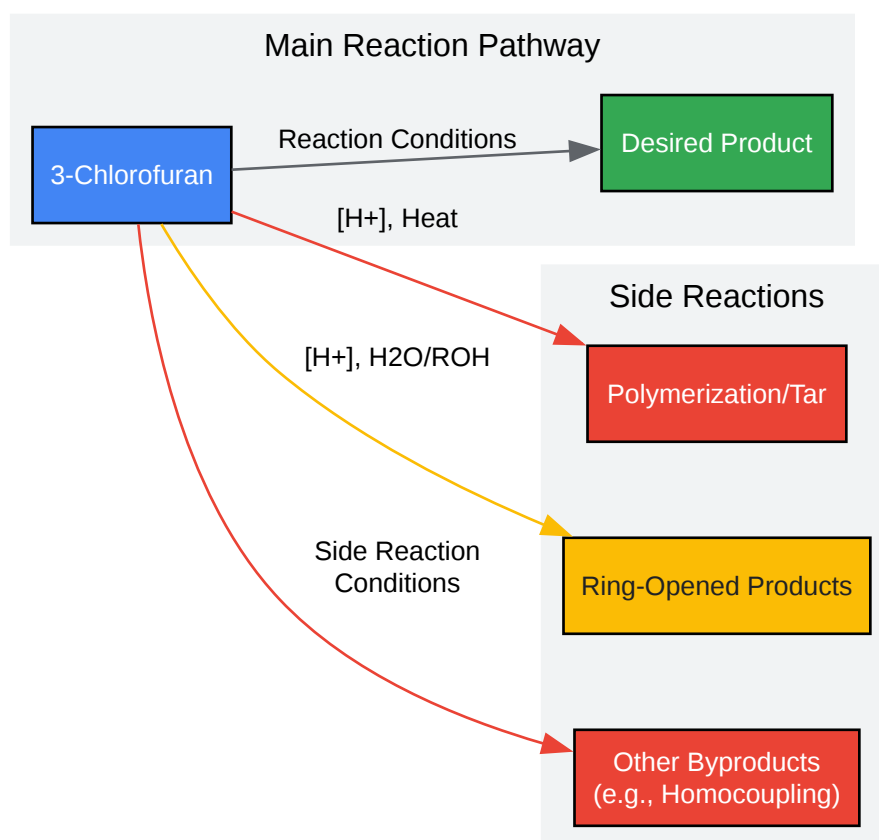 Main Reaction Pathway
3-Chlorofuran
Reaction Conditions
Desired Product
[H+], Heat
Side Reactions
[H+], H2O/ROH
Polymerization/Tar
Side Reaction
Conditions
Ring-Opened Products
Other Byproducts
(e.g., Homocoupling)